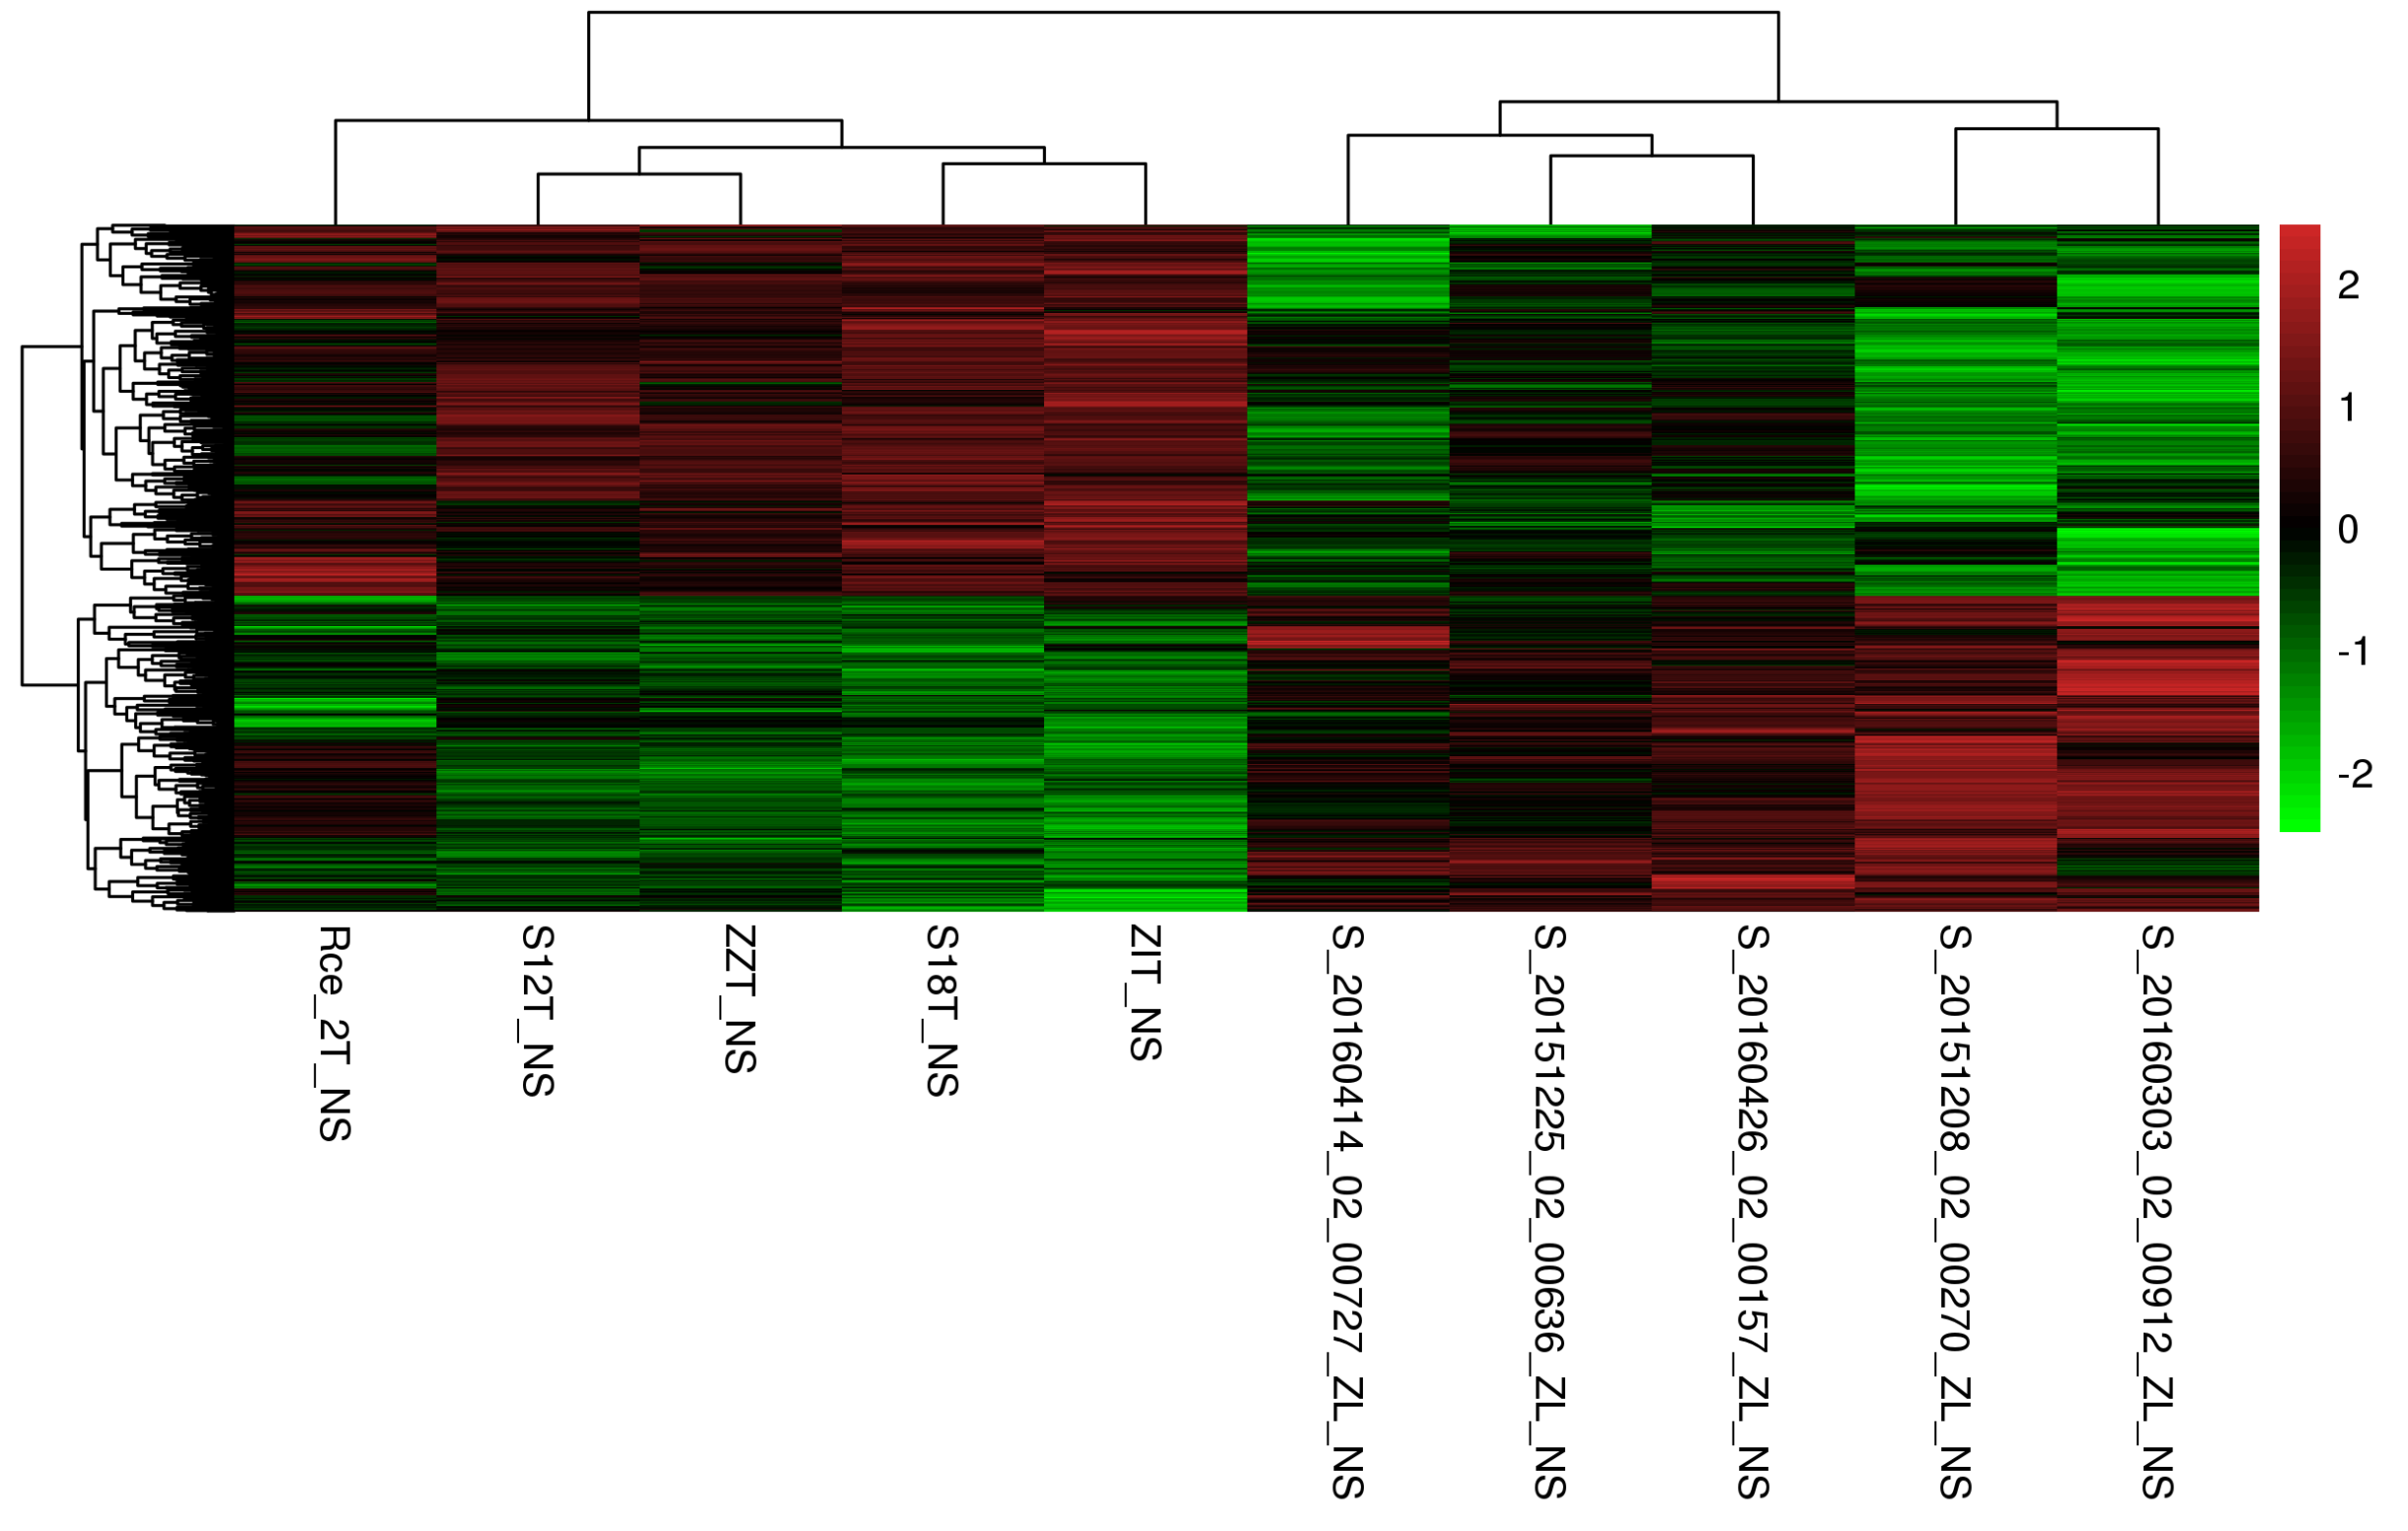 2
1
0
-1
-2
Rce_2T_NS
S12T_NS
ZZT_NS
S18T_NS
ZIT_NS
S_20160414_02_00727_ZL_NS
S_20151225_02_00636_ZL_NS
S_20160426_02_00157_ZL_NS
S_20151208_02_00270_ZL_NS
S_20160303_02_00912_ZL_NS